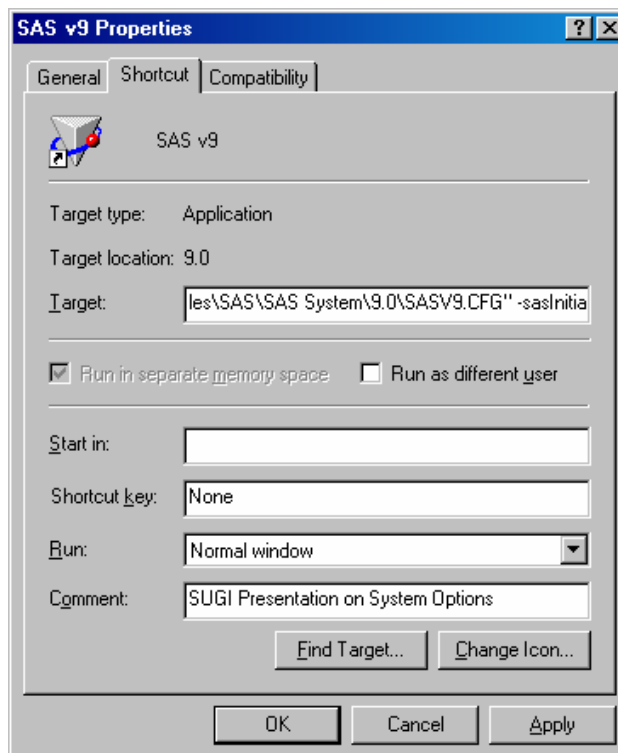 SAS v9 Properties
General Shortcut Compatibility
SAS v9
Target type: Application
Target location: 9.0
Target: les\SAS\SAS System\9.0\SASV9.CFG" -sasInitia
Run in separate memory space Run as different user
Start in:
Shortcut key: None
Run: Normal window
Comment: SUGI Presentation on System Options
Find Target... Change Icon...
OK Cancel Apply